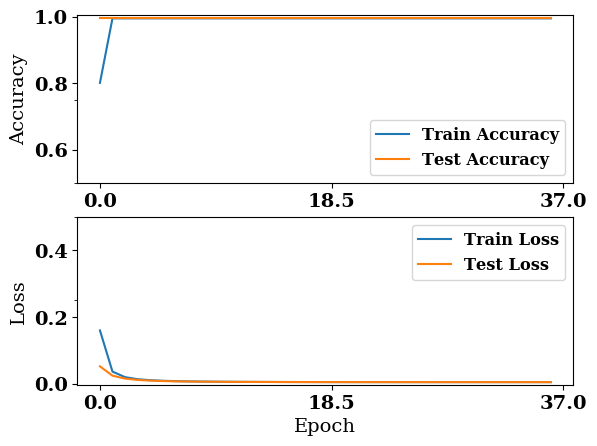 1.0
0.8
0.6
Accuracy
Train Accuracy
Test Accuracy
0.0 18.5 37.0
0.4
0.2
0.0
Loss
Train Loss
Test Loss
0.0 18.5 37.0
Epoch